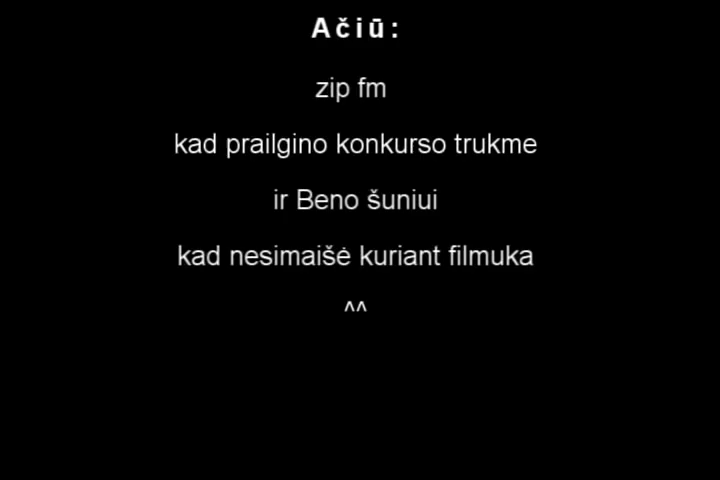 Ačiū:
zip fm
kad prailgino konkurso trukme
ir Beno šuniui
kad nesimaišė kuriant filmuka
^^